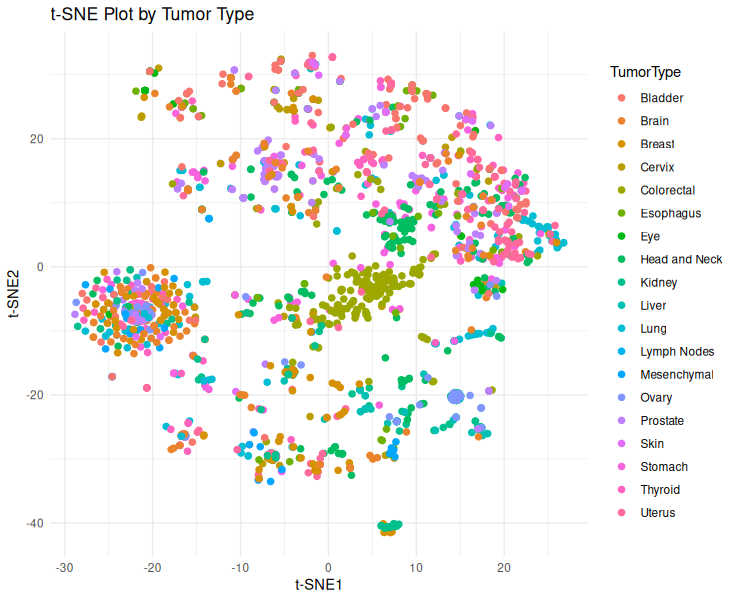 t-SNE Plot by Tumor Type
t-SNE2
20
0
-20
-40
-30
-20
-10
0
10
20
t-SNE1
TumorType
Bladder
Brain
Breast
Cervix
Colorectal
Esophagus
Eye
Head and Neck
Kidney
Liver
Lung
Lymph Nodes
Mesenchymal
Ovary
Prostate
Skin
Stomach
Thyroid
Uterus